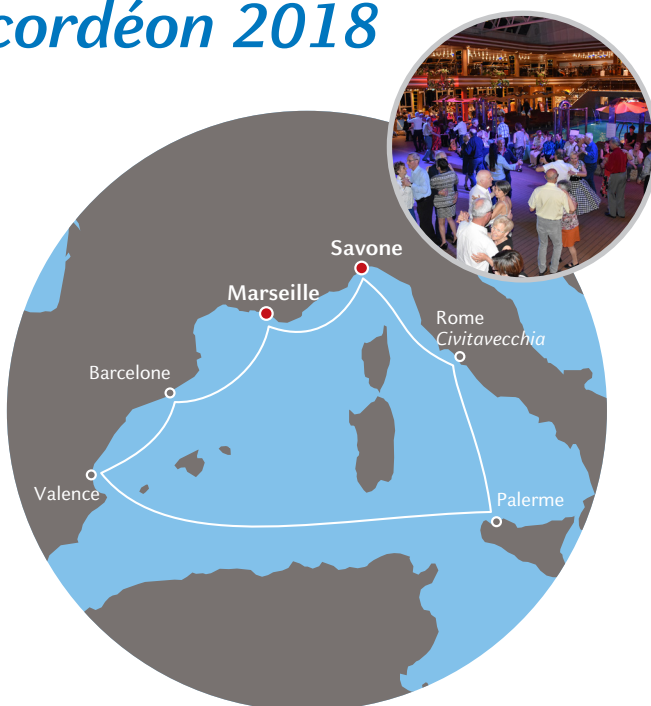 cordéon 2018
Savone
Marseille
Rome
Civitavecchia
Barcelone
Valence
Palerme